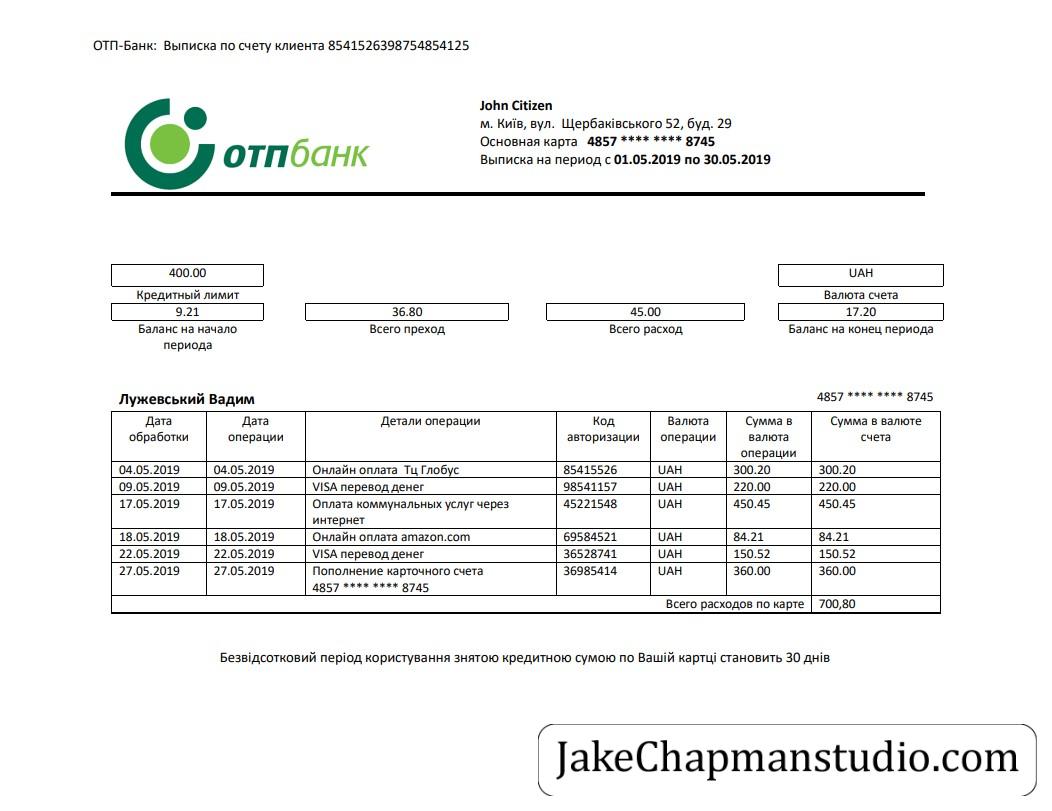 ОТП-Банк: Выписка по счету клиента 8541526398754854125
отпбанк
John Citizen
м. Київ, вул. Щербаківського 52, буд. 29
Основная карта 4857 **** **** 8745
Выписка на период с 01.05.2019 по 30.05.2019
400.00 UAH
Кредитный лимит Валюта счета
9.21 36.80 45.00 17.20
Баланс на начало периода Всего преход Всего расход Баланс на конец периода
Лужевський Вадим 4857 **** **** 8745
Дата обработки Дата операции Детали операции Код авторизации Валюта операции Сумма в валюта операции Сумма в валюте счета
04.05.2019 04.05.2019 Онлайн оплата Тц Глобус 85415526 UAH 300.20 300.20
09.05.2019 09.05.2019 VISA перевод денег 98541157 UAH 220.00 220.00
17.05.2019 17.05.2019 Оплата коммунальных услуг через интернет 45221548 UAH 450.45 450.45
18.05.2019 18.05.2019 Онлайн оплата amazon.com 69584521 UAH 84.21 84.21
22.05.2019 22.05.2019 VISA перевод денег 36528741 UAH 150.52 150.52
27.05.2019 27.05.2019 Пополнение карточного счета 4857 **** **** 8745 36985414 UAH 360.00 360.00
Всего расходов по карте 700,80
Безвідсотковий період користування знятою кредитною сумою по Вашій картці становить 30 днів
JakeChapmanstudio.com